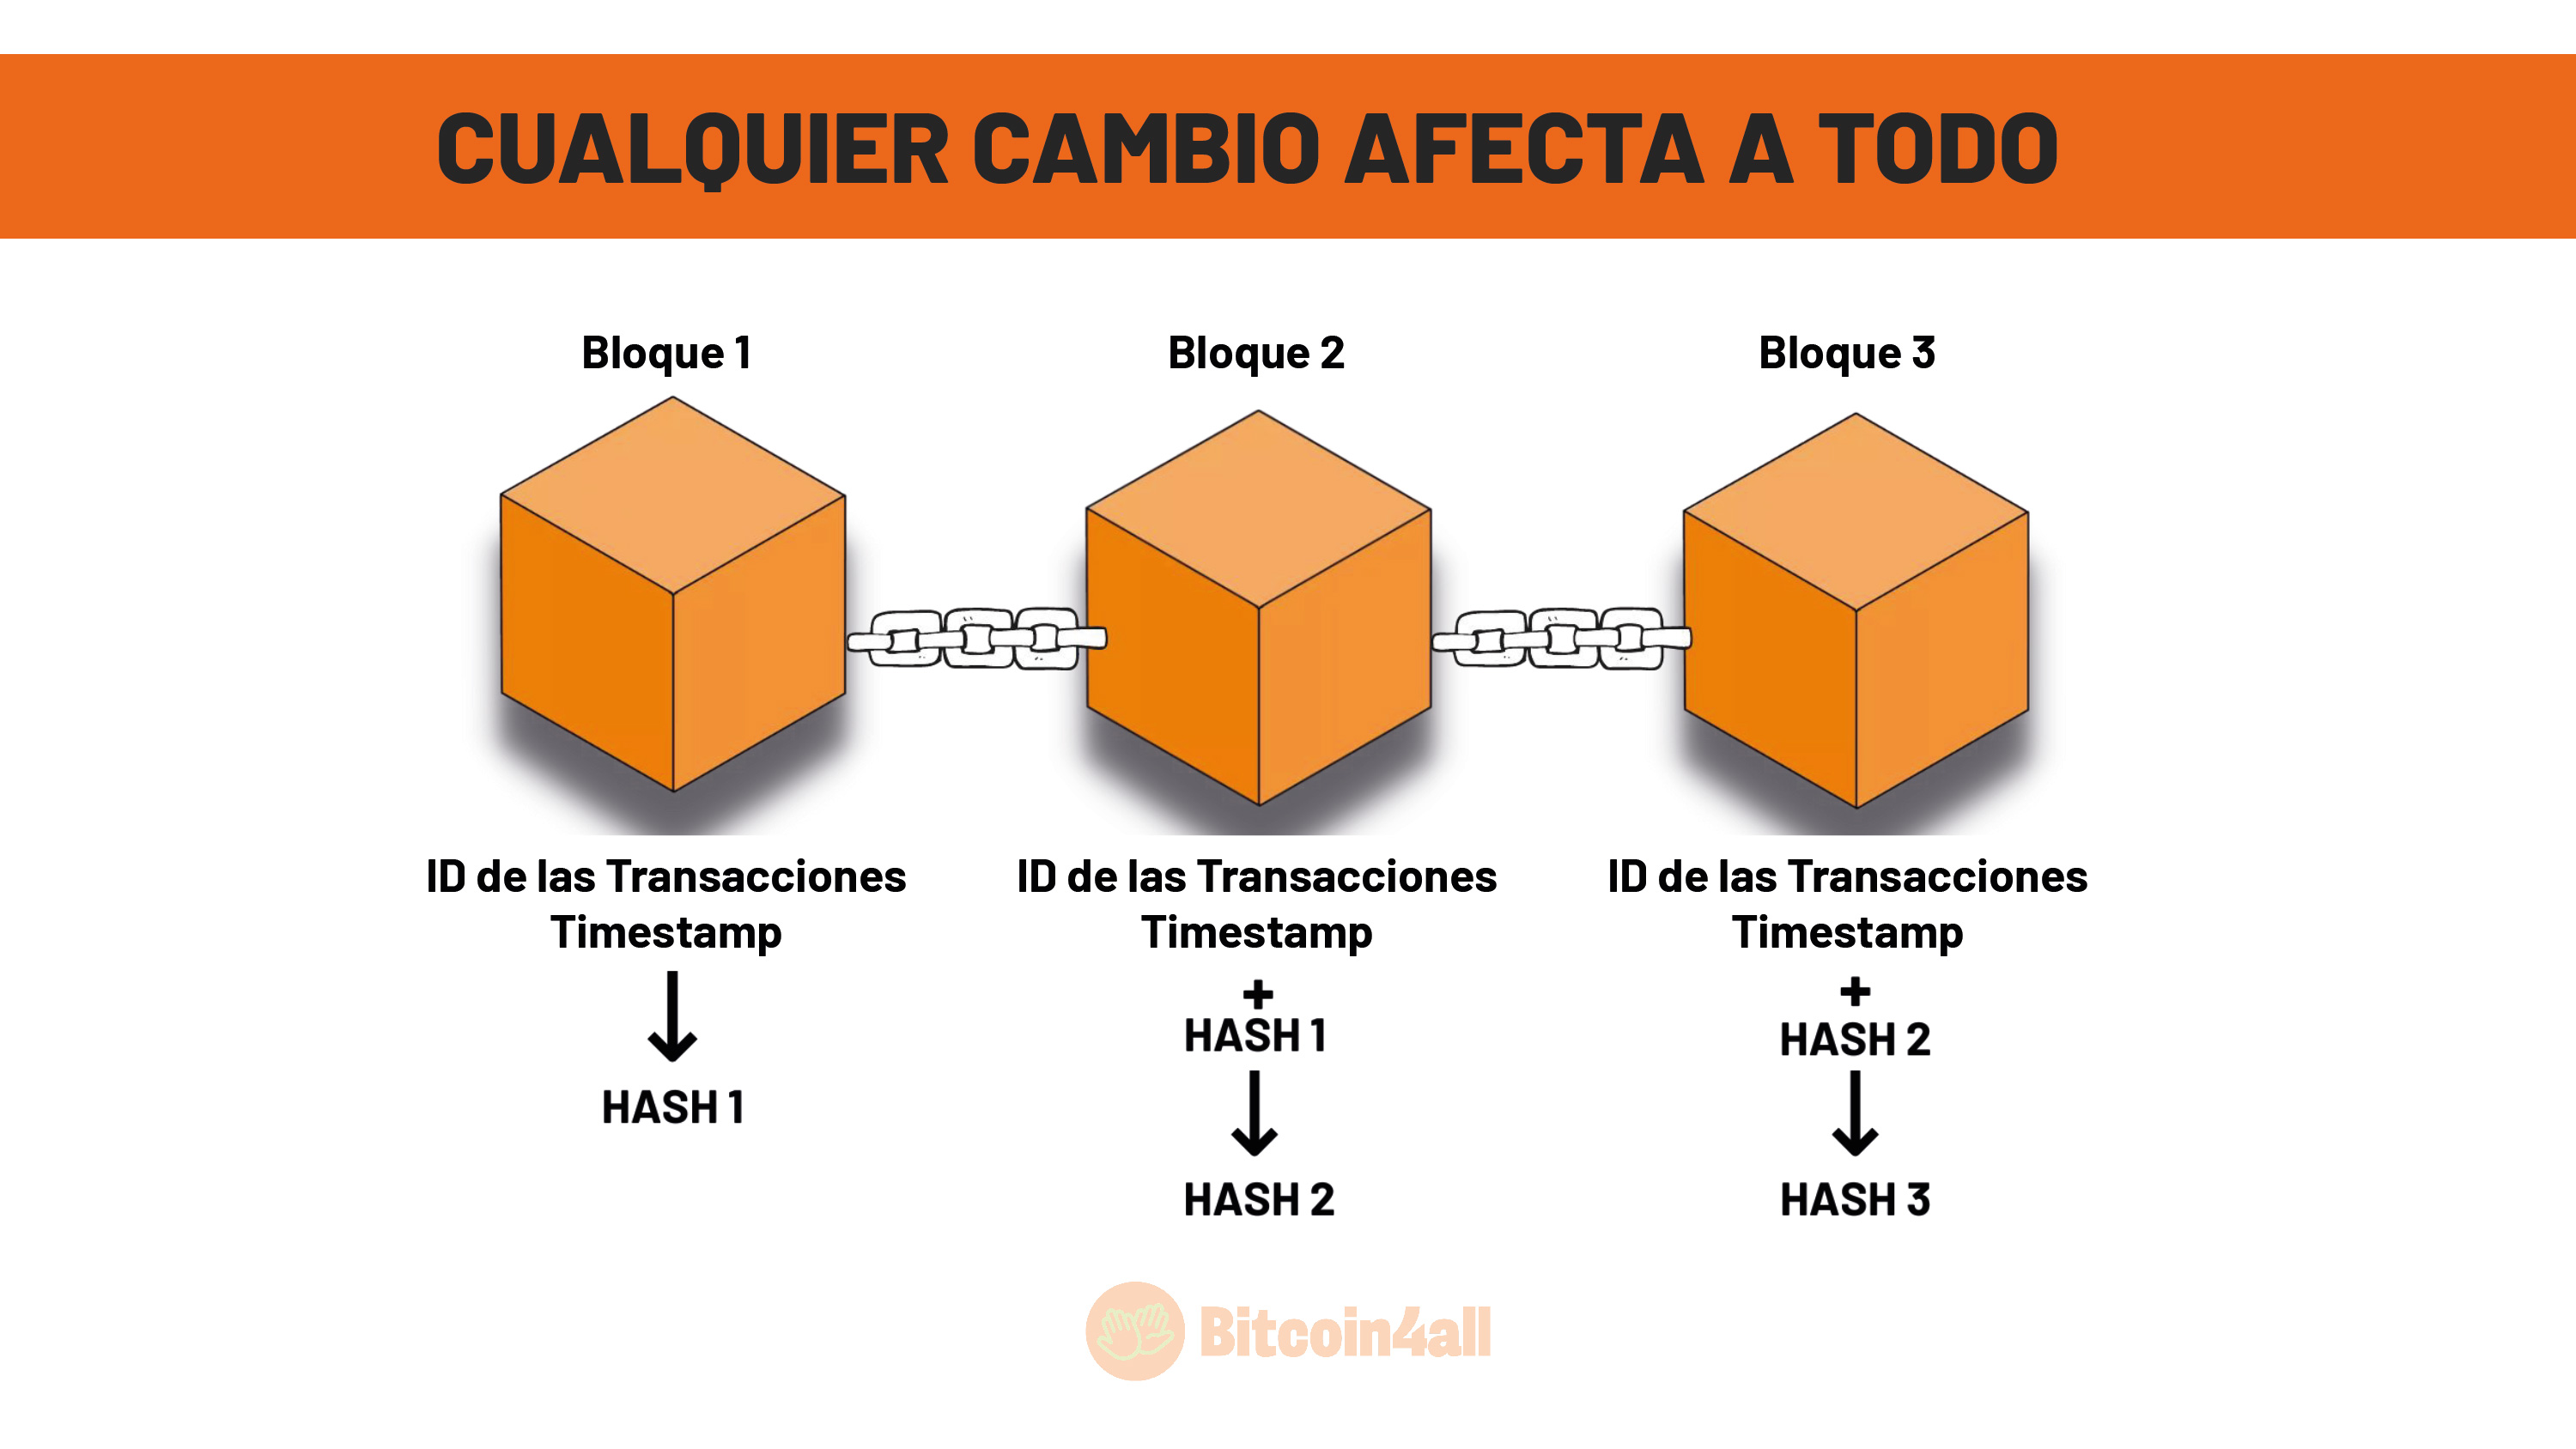 CUALQUIER CAMBIO AFECTA A TODO
Bloque 1
Bloque 2
Bloque 3
ID de las Transacciones
Timestamp
HASH 1
ID de las Transacciones
Timestamp
+
HASH 1
HASH 2
ID de las Transacciones
Timestamp
+
HASH 2
HASH 3
Bitcoin4all